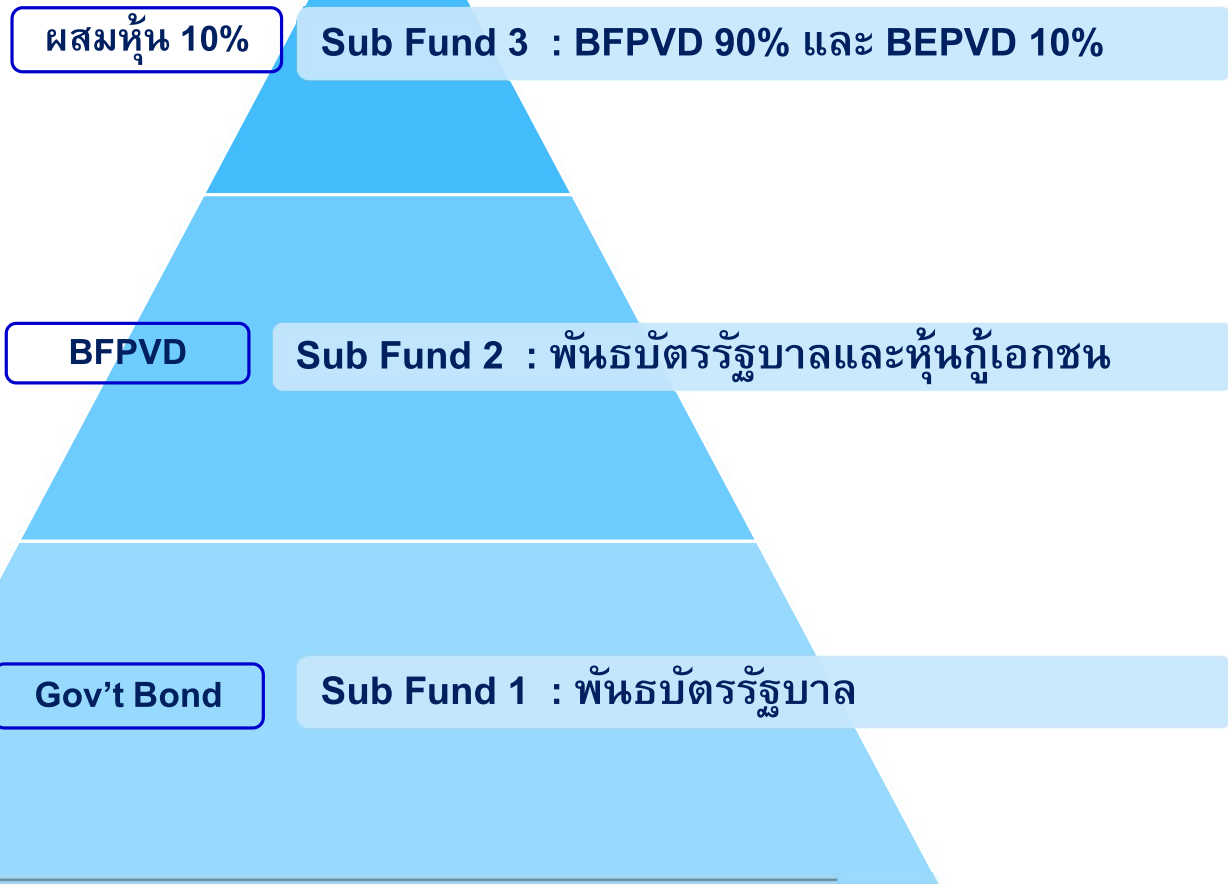 ผสมหุ้น 10%
Sub Fund 3 : BFPVD 90% และ BEPVD 10%
BFPVD
Sub Fund 2 : พันธบัตรรัฐบาลและหุ้นกู้เอกชน
Gov’t Bond
Sub Fund 1 : พันธบัตรรัฐบาล